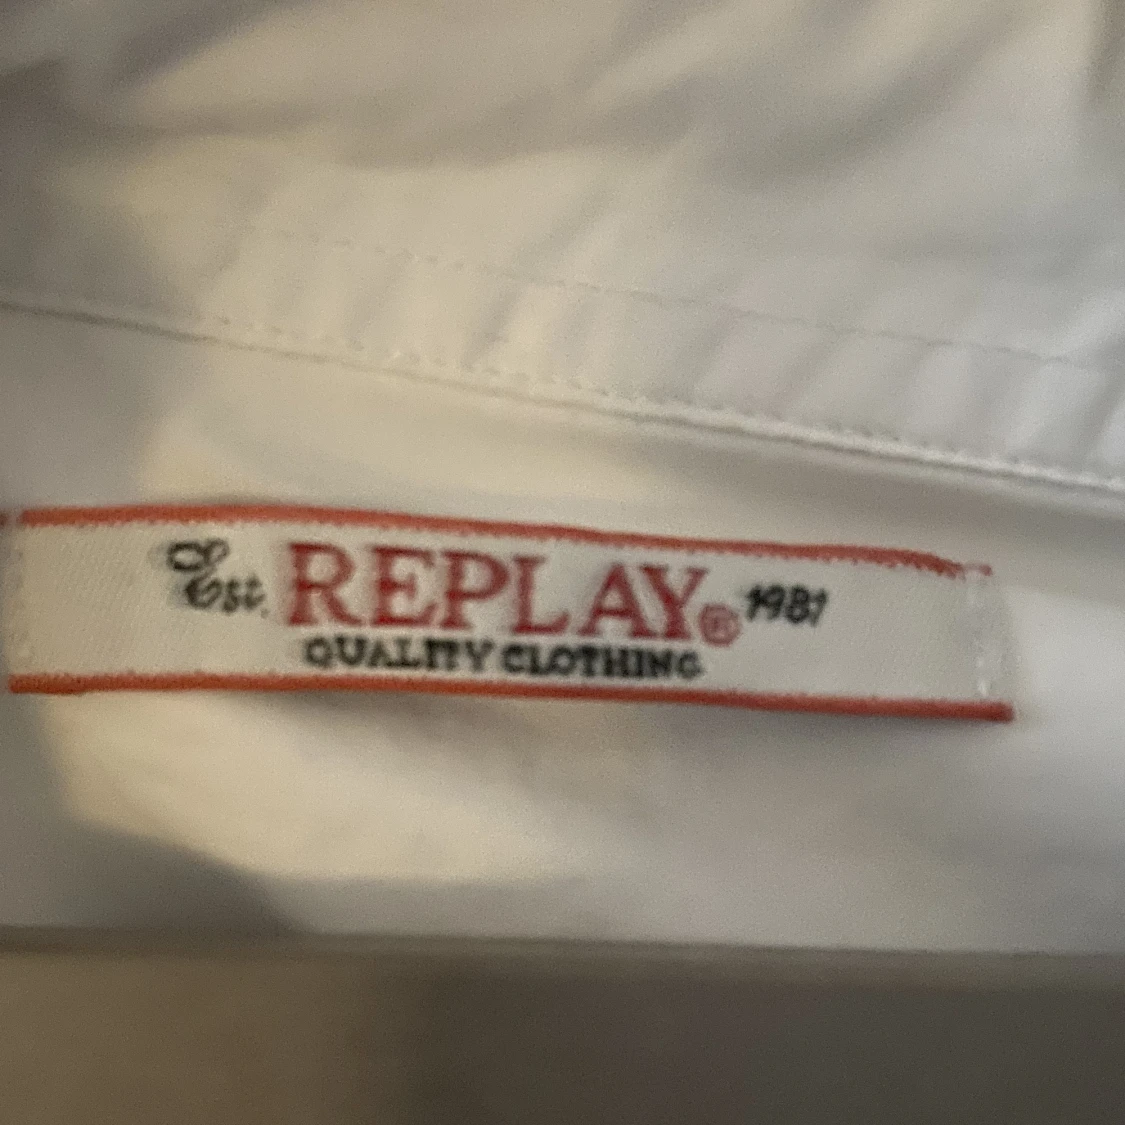 Est. REPLAY® 1981
QUALITY CLOTHING